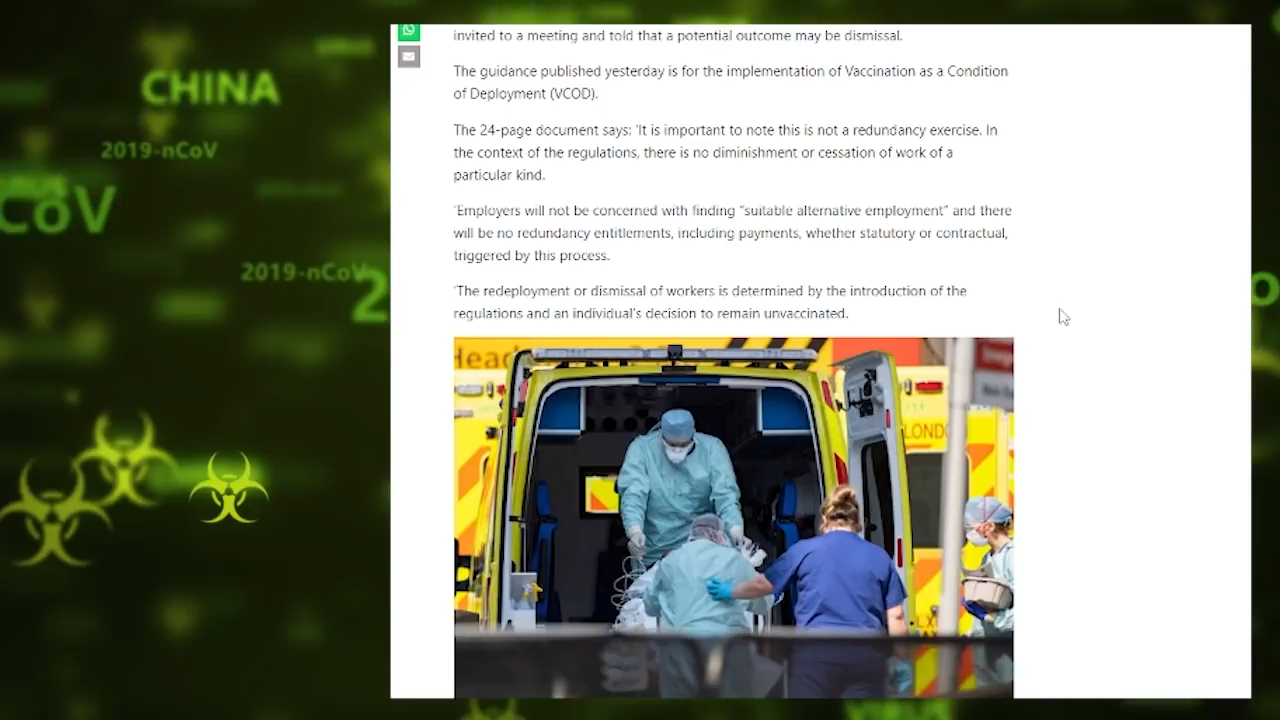 invited to a meeting and told that a potential outcome may be dismissal.
The guidance published yesterday is for the implementation of Vaccination as a Condition
of Deployment (VCOD).
The 24-page document says: ‘It is important to note this is not a redundancy exercise. In
the context of the regulations, there is no diminishment or cessation of work of a
particular kind.
‘Employers will not be concerned with finding “suitable alternative employment” and there
will be no redundancy entitlements, including payments, whether statutory or contractual,
triggered by this process.
‘The redeployment or dismissal of workers is determined by the introduction of the
regulations and an individual’s decision to remain unvaccinated.
CHINA
2019-nCoV
CoV
2019-nCoV
2
Head
LOND